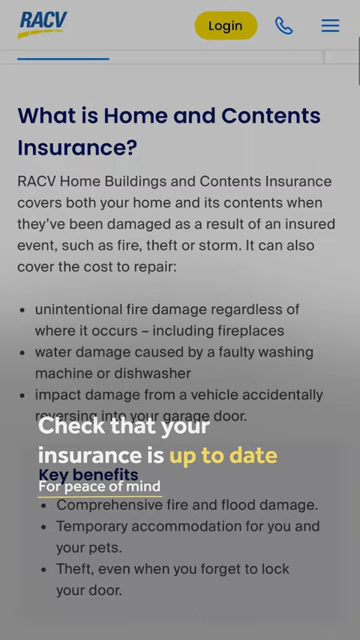 RACV
Login
What is Home and Contents
Insurance?
RACV Home Buildings and Contents Insurance
covers both your home and its contents when
they've been damaged as a result of an insured
event, such as fire, theft or storm. It can also
cover the cost to repair:
• unintentional fire damage regardless of
where it occurs – including fireplaces
• water damage caused by a faulty washing
machine or dishwasher
• impact damage from a vehicle accidentally
reversing into your garage door.
Check that your
insurance is up to date
Key benefits
For peace of mind
• Comprehensive fire and flood damage.
• Temporary accommodation for you and
your pets.
• Theft, even when you forget to lock
your door.